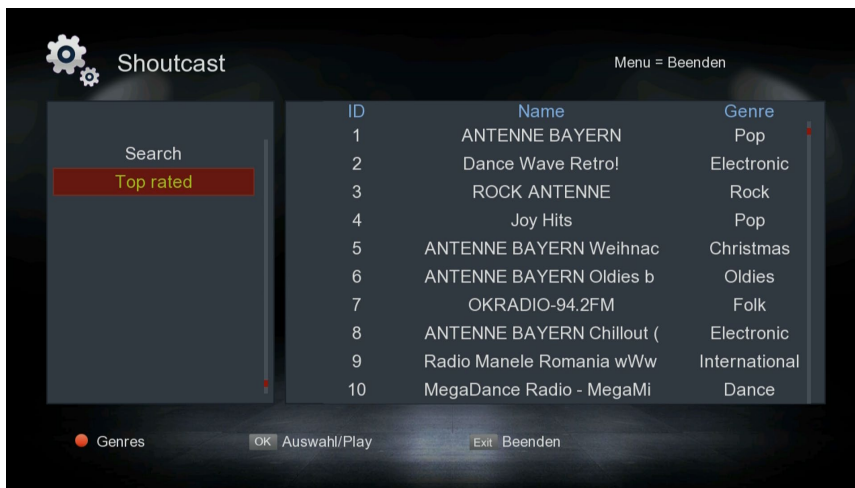 Shoutcast
Menu = Beenden
Search
Top rated
ID Name Genre
1 ANTENNE BAYERN Pop
2 Dance Wave Retro! Electronic
3 ROCK ANTENNE Rock
4 Joy Hits Pop
5 ANTENNE BAYERN Weihnac Christmas
6 ANTENNE BAYERN Oldies b Oldies
7 OKRADIO-94.2FM Folk
8 ANTENNE BAYERN Chillout ( Electronic
9 Radio Manele Romania wWw International
10 MegaDance Radio - MegaMi Dance
Genres
OK Auswahl/Play
Exit Beenden